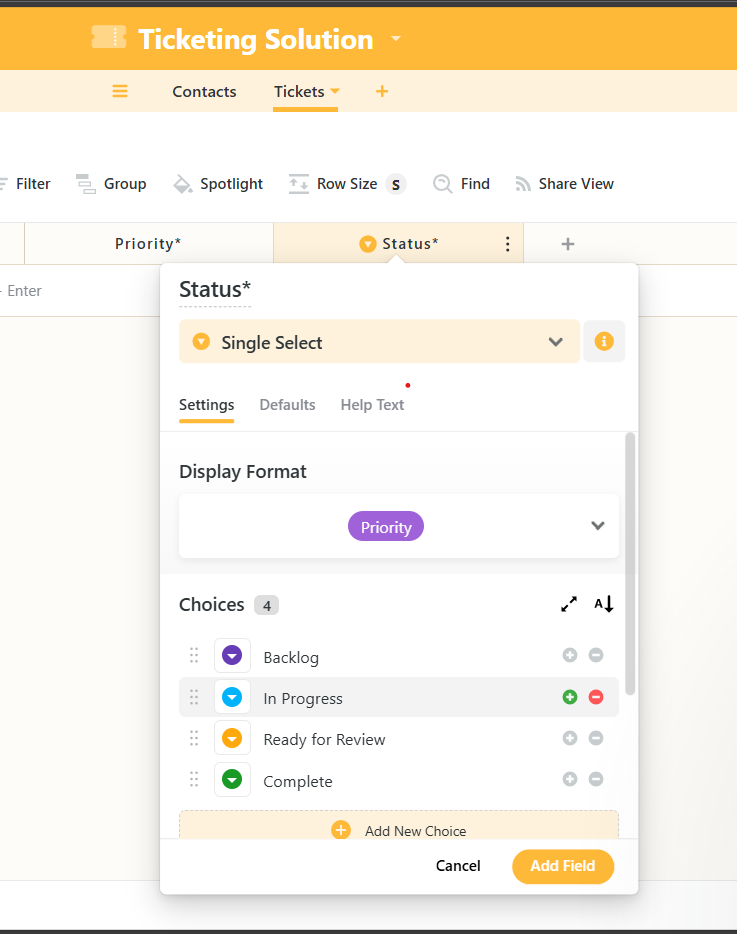 Ticketing Solution
Contacts Tickets
Filter Group Spotlight Row Size S Find Share View
Priority* Status*
- Enter
Status*
Single Select
Settings Defaults Help Text
Display Format
Priority
Choices 4
Backlog
In Progress
Ready for Review
Complete
Add New Choice
Cancel Add Field